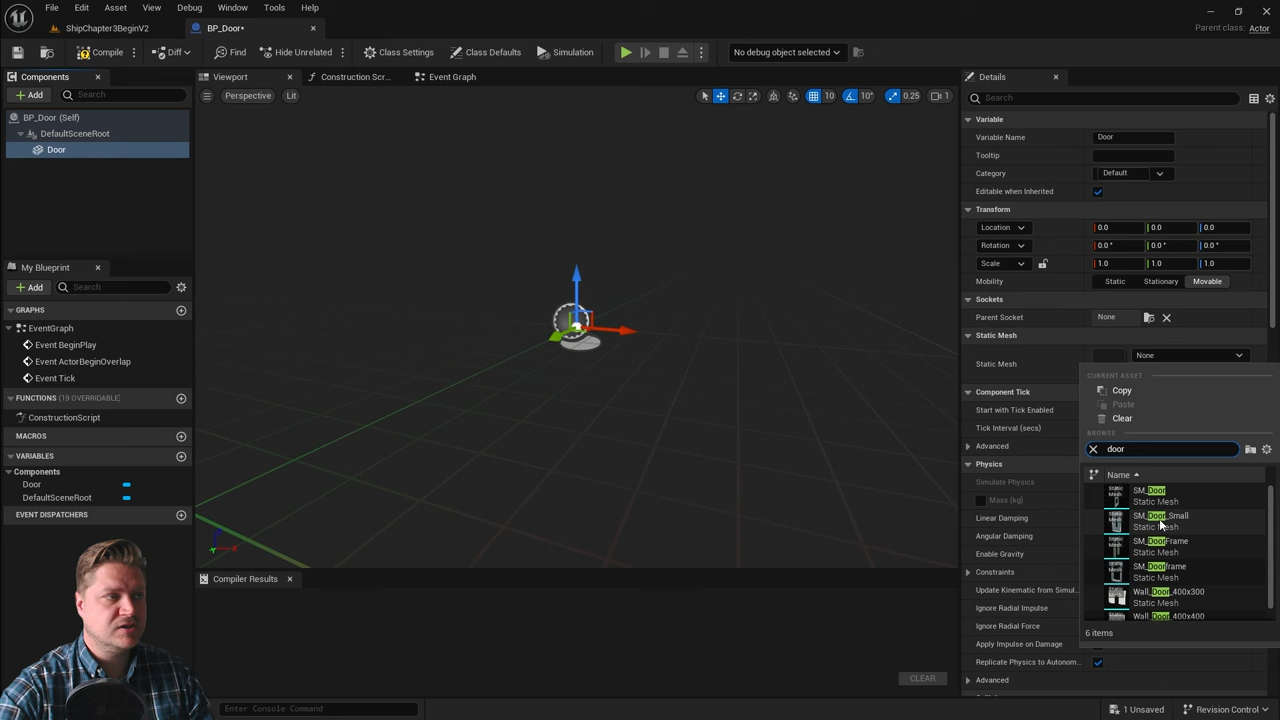 File Edit Asset View Debug Window Tools Help
ShipChapter3BeginV2
BP_Door•
Parent class: Actor
Compile
Diff
Find
Hide Unrelated
Class Settings
Class Defaults
Simulation
No debug object selected
Components
Viewport
Construction Scr...
Event Graph
Details
Add
Search
Perspective
Lit
10
10°
0.25
1
Search
BP_Door (Self)
DefaultSceneRoot
Door
Variable
Variable Name
Door
Tooltip
Category
Default
Editable when Inherited
Transform
Location
0.0
0.0
0.0
Rotation
0.0 °
0.0 °
0.0 °
Scale
1.0
1.0
1.0
Mobility
Static
Stationary
Movable
Sockets
Parent Socket
None
Static Mesh
Static Mesh
None
CURRENT ASSET
Copy
Paste
Clear
BROWSE
door
Name
SM_Door
Static Mesh
SM_Door_Small
Static Mesh
SM_DoorFrame
Static Mesh
SM_Doorframe
Static Mesh
Wall_Door_400x300
Static Mesh
Wall_Door_400x400
6 items
Component Tick
Start with Tick Enabled
Tick Interval (secs)
Advanced
Physics
Simulate Physics
Mass (kg)
Linear Damping
Angular Damping
Enable Gravity
Constraints
Update Kinematic from Simul...
Ignore Radial Impulse
Ignore Radial Force
Apply Impulse on Damage
Replicate Physics to Autonom...
Advanced
My Blueprint
Add
Search
GRAPHS
EventGraph
Event BeginPlay
Event ActorBeginOverlap
Event Tick
FUNCTIONS (19 OVERRIDABLE)
ConstructionScript
MACROS
VARIABLES
Components
Door
DefaultSceneRoot
EVENT DISPATCHERS
Compiler Results
CLEAR
Enter Console Command
1 Unsaved
Revision Control